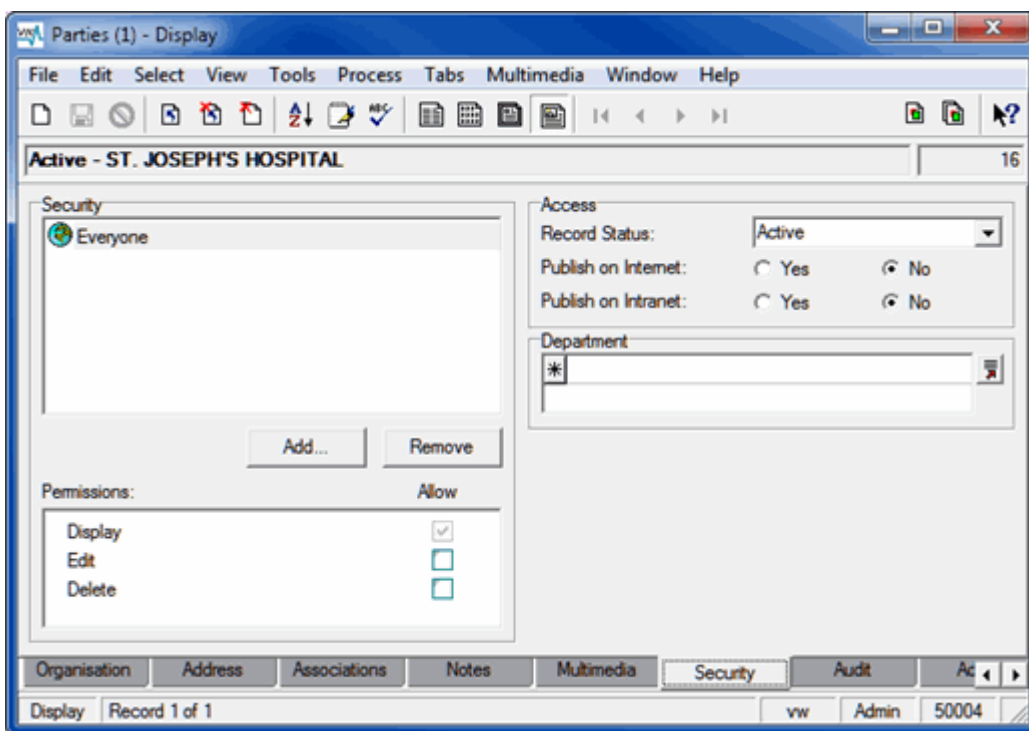 Parties (1) - Display
File Edit Select View Tools Process Tabs Multimedia Window Help
Active - ST. JOSEPH'S HOSPITAL 16
Security
Everyone
Add... Remove
Permissions: Allow
Display
Edit
Delete
Access
Record Status: Active
Publish on Internet: Yes No
Publish on Intranet: Yes No
Department
Organisation Address Associations Notes Multimedia Security Audit
Display Record 1 of 1 vw Admin 50004